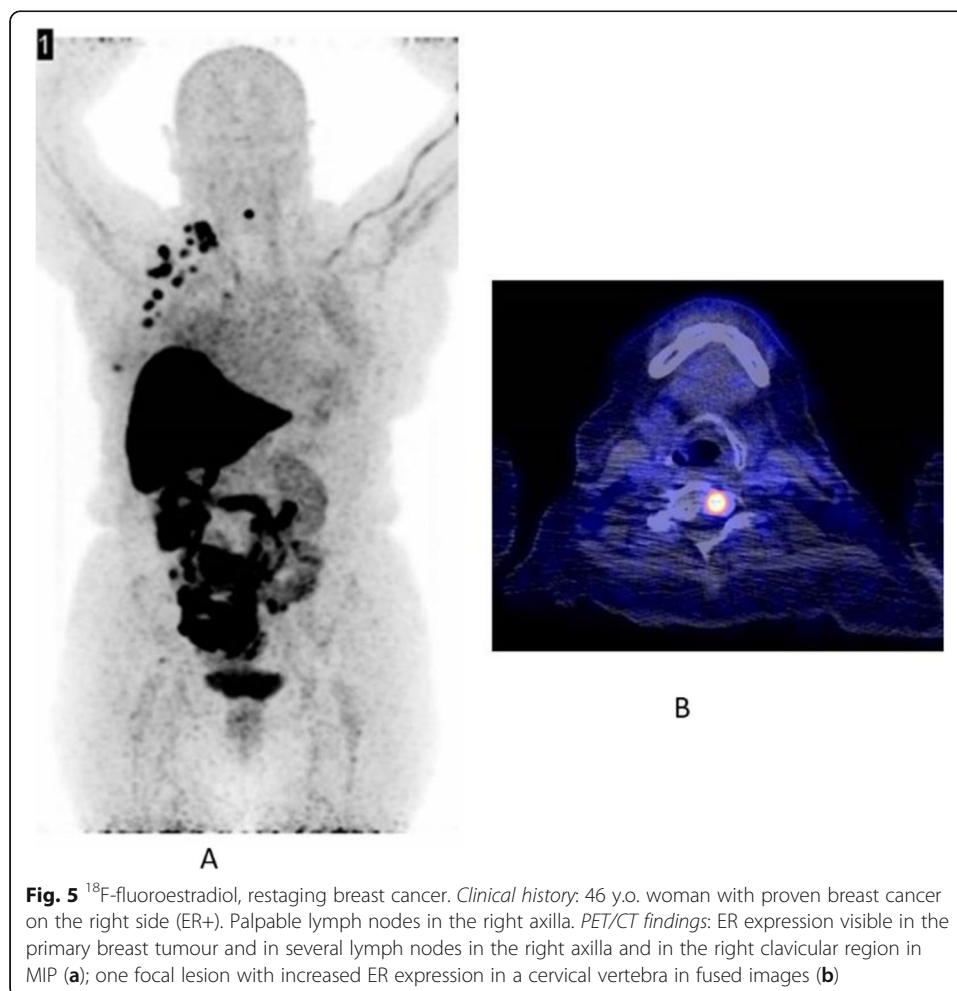 1
A
B
Fig. 5 ¹⁸F-fluoroestradiol, restaging breast cancer. Clinical history: 46 y.o. woman with proven breast cancer
on the right side (ER+). Palpable lymph nodes in the right axilla. PET/CT findings: ER expression visible in the
primary breast tumour and in several lymph nodes in the right axilla and in the right clavicular region in
MIP (a); one focal lesion with increased ER expression in a cervical vertebra in fused images (b)